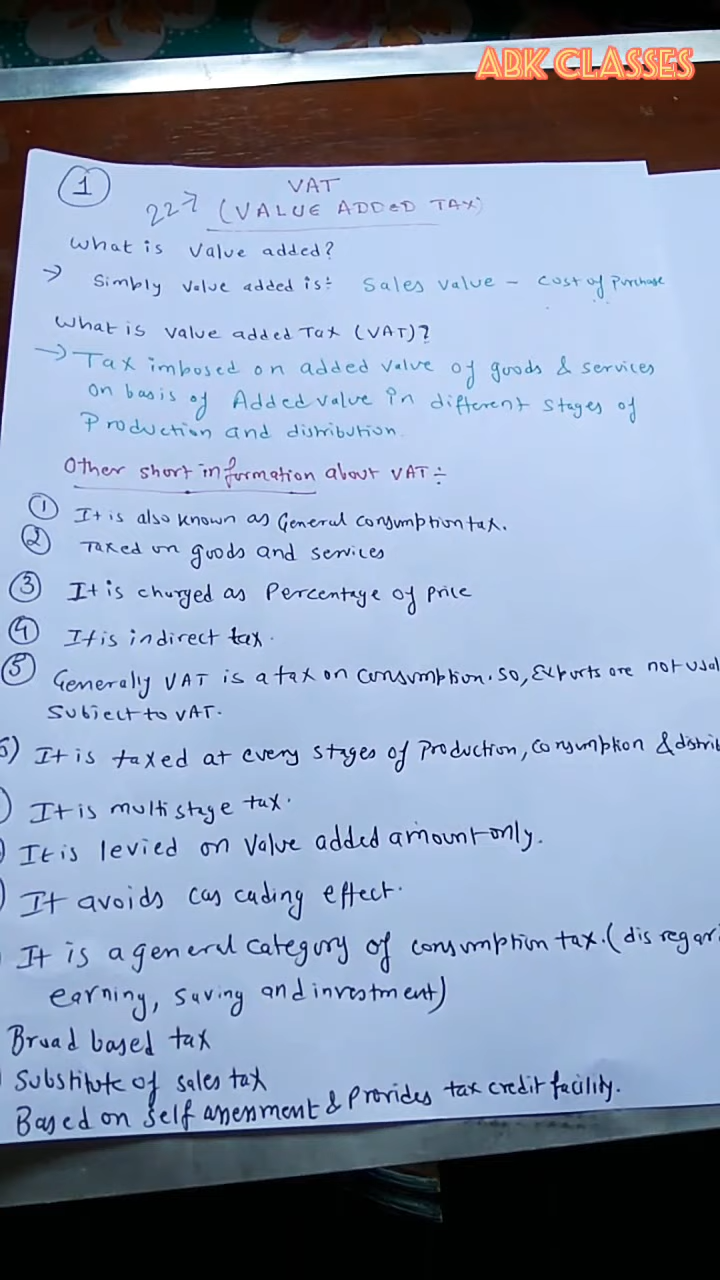 ABK CLASSES
1
VAT
227 (VALUE ADDED TAX)
What is Value added?
→ Simbly value added is:- Sales value - cost of purchase
What is value added Tax (VAT)?
→ Tax imbosed on added value of goods & services
on basis of Added value in different stages of
Production and distribution.
Other short information about VAT:-
1 It is also known as General consumption tax.
2 Taxed on goods and services
3 It is charged as Percentage of price
4 It is indirect tax.
5 Generally VAT is a tax on consumption. so, Exports are not usual
Subject to VAT.
6) It is taxed at every stages of production, consumption & distrib
It is multistage tax.
It is levied on value added amount only.
It avoids cascading effect.
It is a general category of consumption tax. (disregar
earning, saving and investment)
Broad based tax
Substitute of sales tax
Based on self assessment & provides tax credit facility.